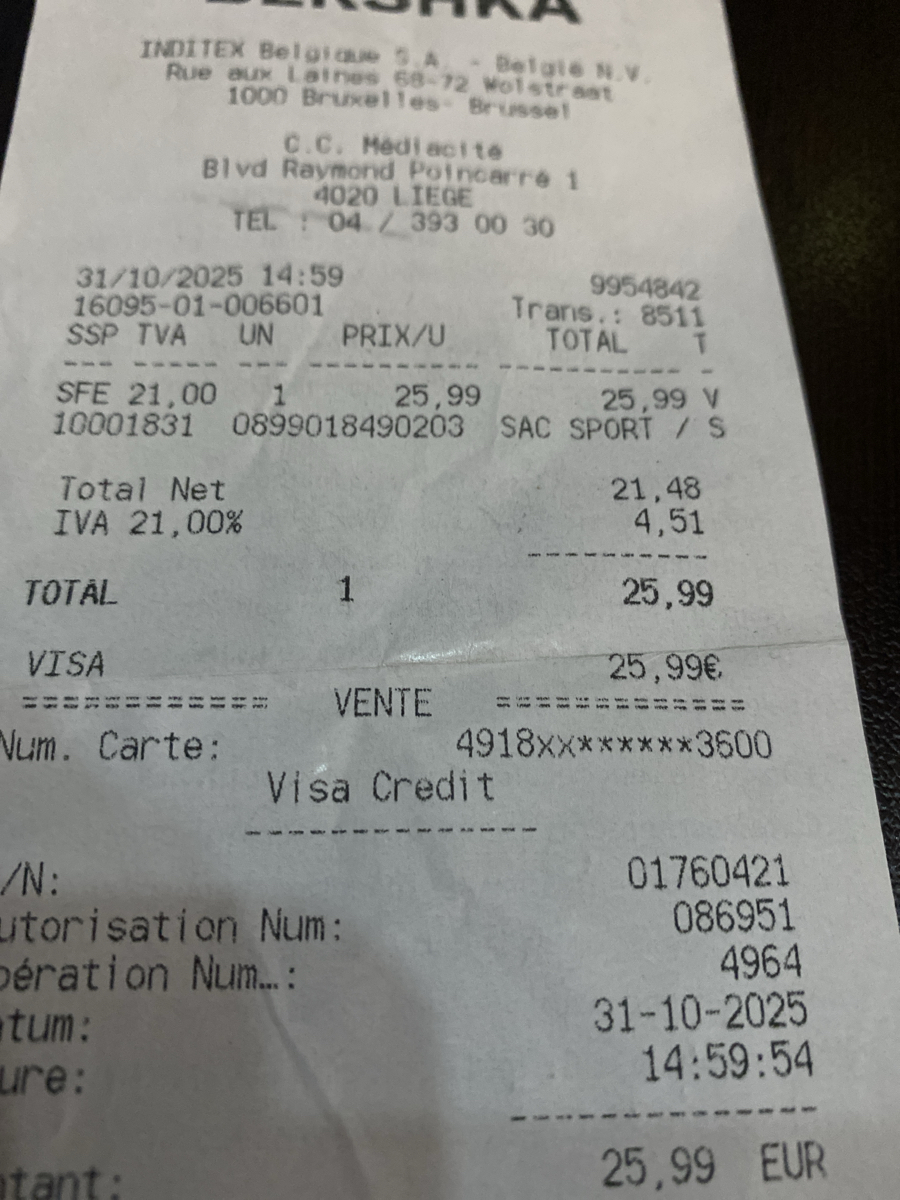 BERSHKA
INDITEX Belgique S.A. - België N.V.
Rue aux Laines 68-72 Wolstraat
1000 Bruxelles- Brussel
C.C. Médiacité
Blvd Raymond Poincarré 1
4020 LIEGE
TEL : 04 / 393 00 30
31/10/2025 14:59 9954842
16095-01-006601 Trans.: 8511
SSP TVA UN PRIX/U TOTAL T
--- ----- --- ---------- ----------- -
SFE 21,00 1 25,99 25,99 V
10001831 0899018490203 SAC SPORT / S
Total Net 21,48
IVA 21,00% 4,51
----------
TOTAL 1 25,99
VISA 25,99€
============ VENTE ============
Num. Carte: 4918xx******3600
Visa Credit
--------------
/N: 01760421
utorisation Num: 086951
pération Num…: 4964
tum: 31-10-2025
ure: 14:59:54
--------------
ntant: 25,99 EUR